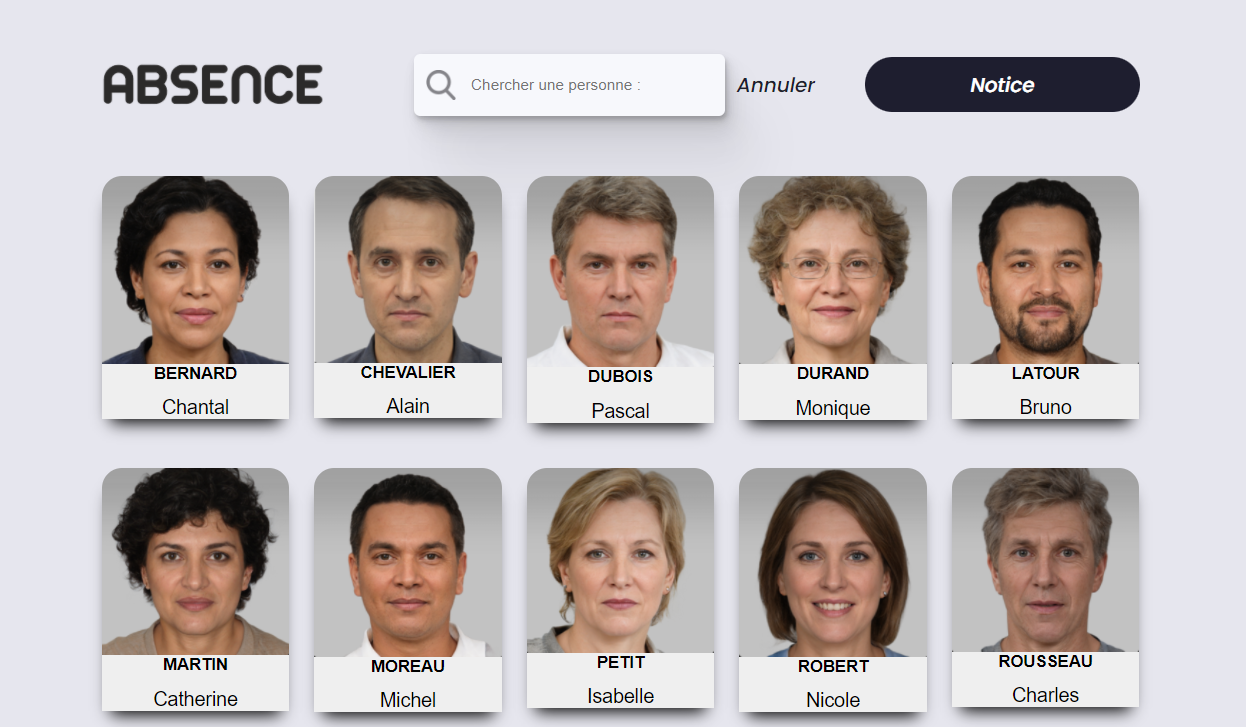 ABSENCE
Chercher une personne :
Annuler
Notice
BERNARD
Chantal
CHEVALIER
Alain
DUBOIS
Pascal
DURAND
Monique
LATOUR
Bruno
MARTIN
Catherine
MOREAU
Michel
PETIT
Isabelle
ROBERT
Nicole
ROUSSEAU
Charles